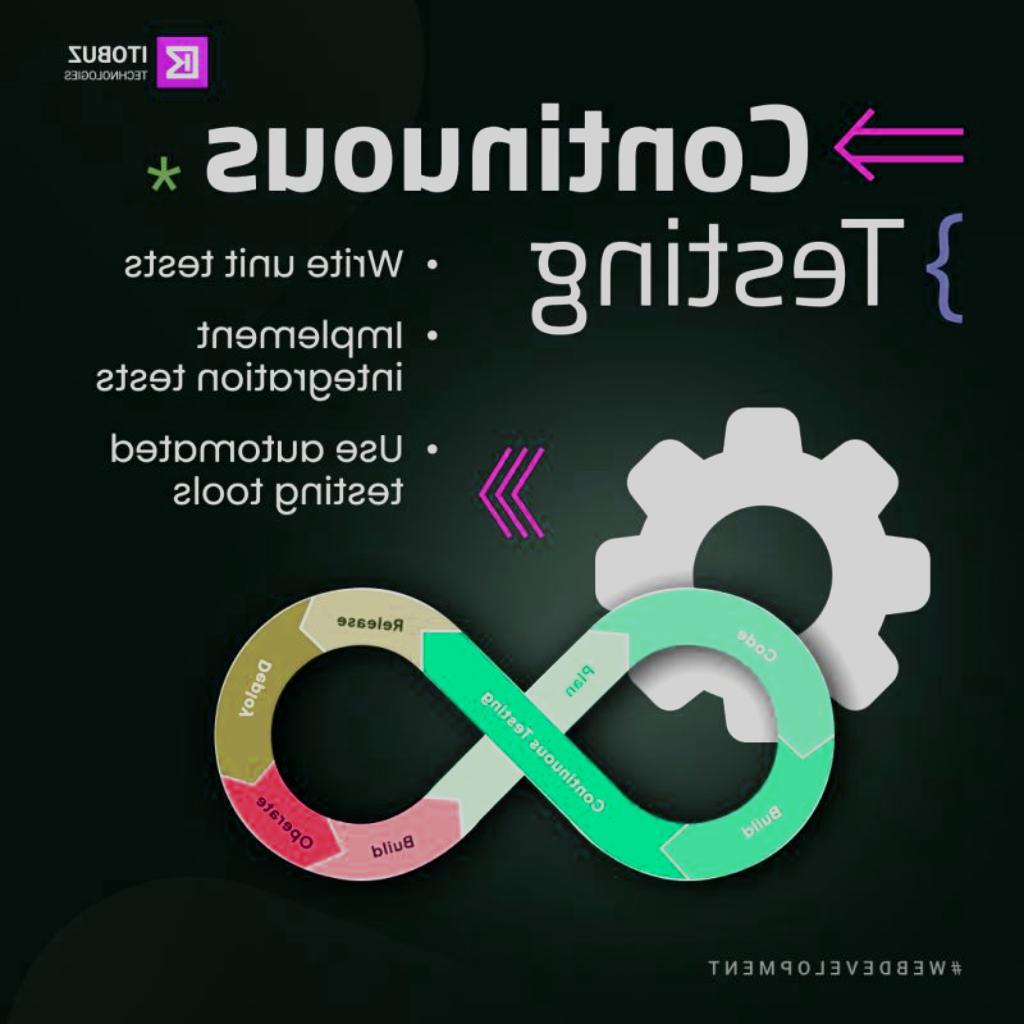 ITOBUZ
TECHNOLOGIES
Continuous *
{ Testing
• Write unit tests
• Implement
integration tests
• Use automated
testing tools
Release
Deploy
Operate
Build
Plan
Continuous Testing
Code
Build
#WEBDEVELOPMENT